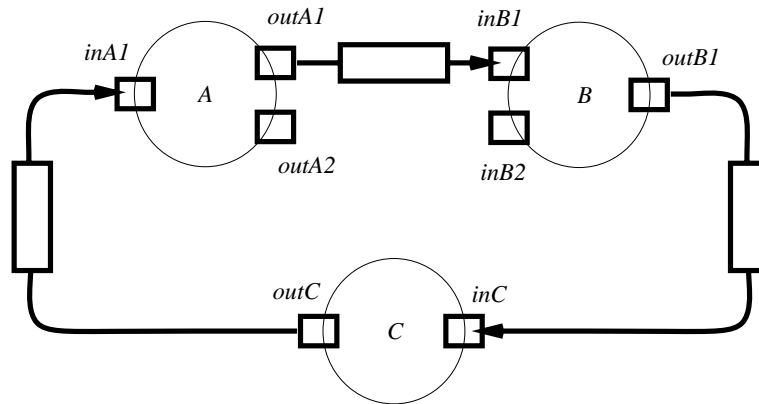 outA1
inB1
inA1
outB1
A
B
outA2
inB2
outC
inC
C